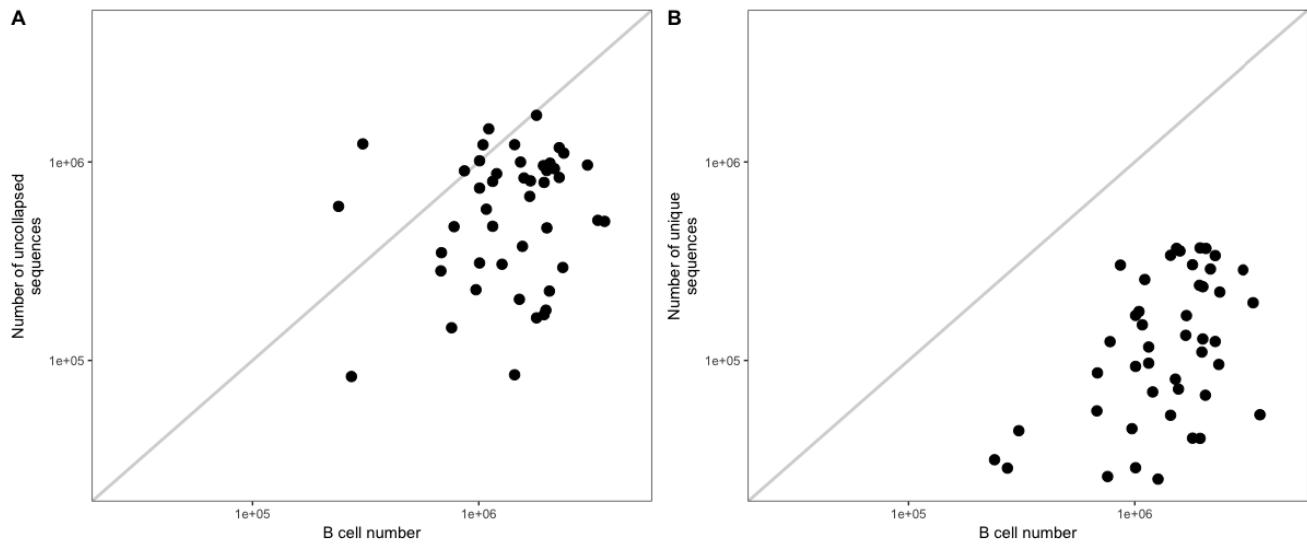 A
B
Number of uncollapsed
sequences
1e+06
1e+05
1e+05
1e+06
B cell number
Number of unique
sequences
1e+06
1e+05
1e+05
1e+06
B cell number